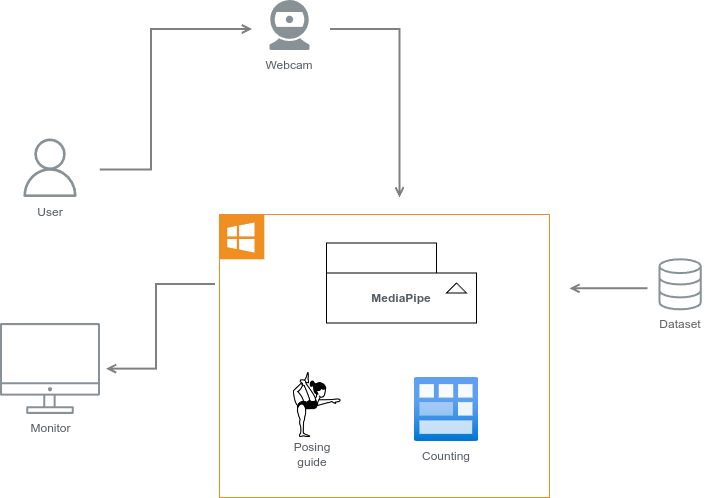 Webcam
User
MediaPipe
Dataset
Monitor
Posing
guide
Counting